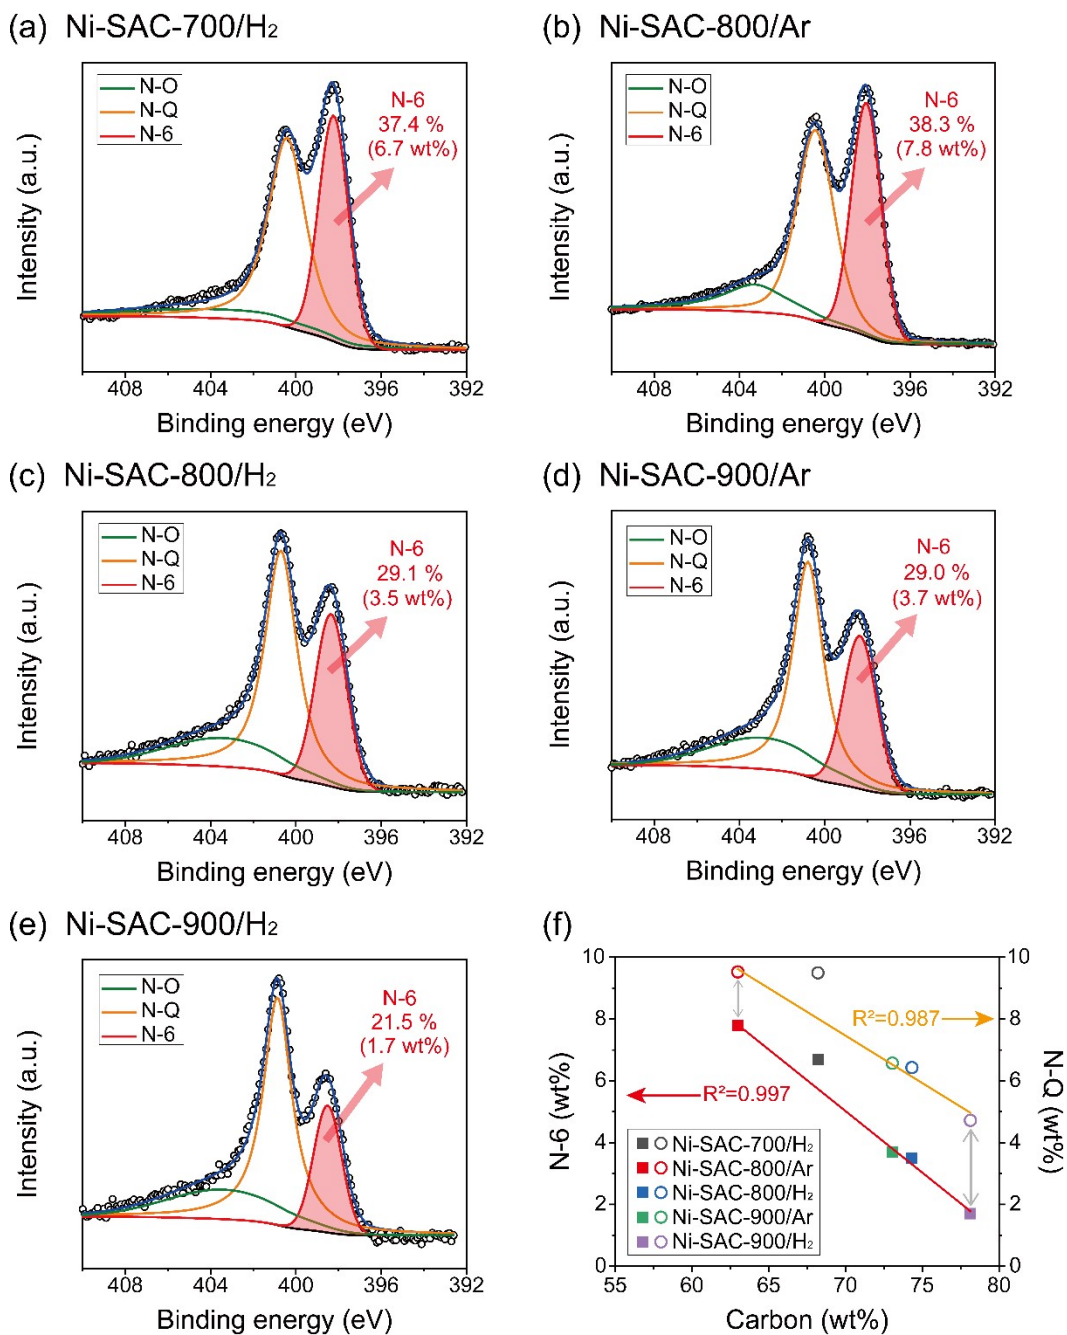 (a) Ni-SAC-700/H₂
N-O
N-Q
N-6
N-6
37.4 %
(6.7 wt%)
Intensity (a.u.)
408 404 400 396 392
Binding energy (eV)
(b) Ni-SAC-800/Ar
N-O
N-Q
N-6
N-6
38.3 %
(7.8 wt%)
Intensity (a.u.)
408 404 400 396 392
Binding energy (eV)
(c) Ni-SAC-800/H₂
N-O
N-Q
N-6
N-6
29.1 %
(3.5 wt%)
Intensity (a.u.)
408 404 400 396 392
Binding energy (eV)
(d) Ni-SAC-900/Ar
N-O
N-Q
N-6
N-6
29.0 %
(3.7 wt%)
Intensity (a.u.)
408 404 400 396 392
Binding energy (eV)
(e) Ni-SAC-900/H₂
N-O
N-Q
N-6
N-6
21.5 %
(1.7 wt%)
Intensity (a.u.)
408 404 400 396 392
Binding energy (eV)
(f)
10
8
6
4
2
0
N-6 (wt%)
R²=0.987
R²=0.997
Ni-SAC-700/H₂
Ni-SAC-800/Ar
Ni-SAC-800/H₂
Ni-SAC-900/Ar
Ni-SAC-900/H₂
10
8
6
4
2
0
N-Q (wt%)
55 60 65 70 75 80
Carbon (wt%)